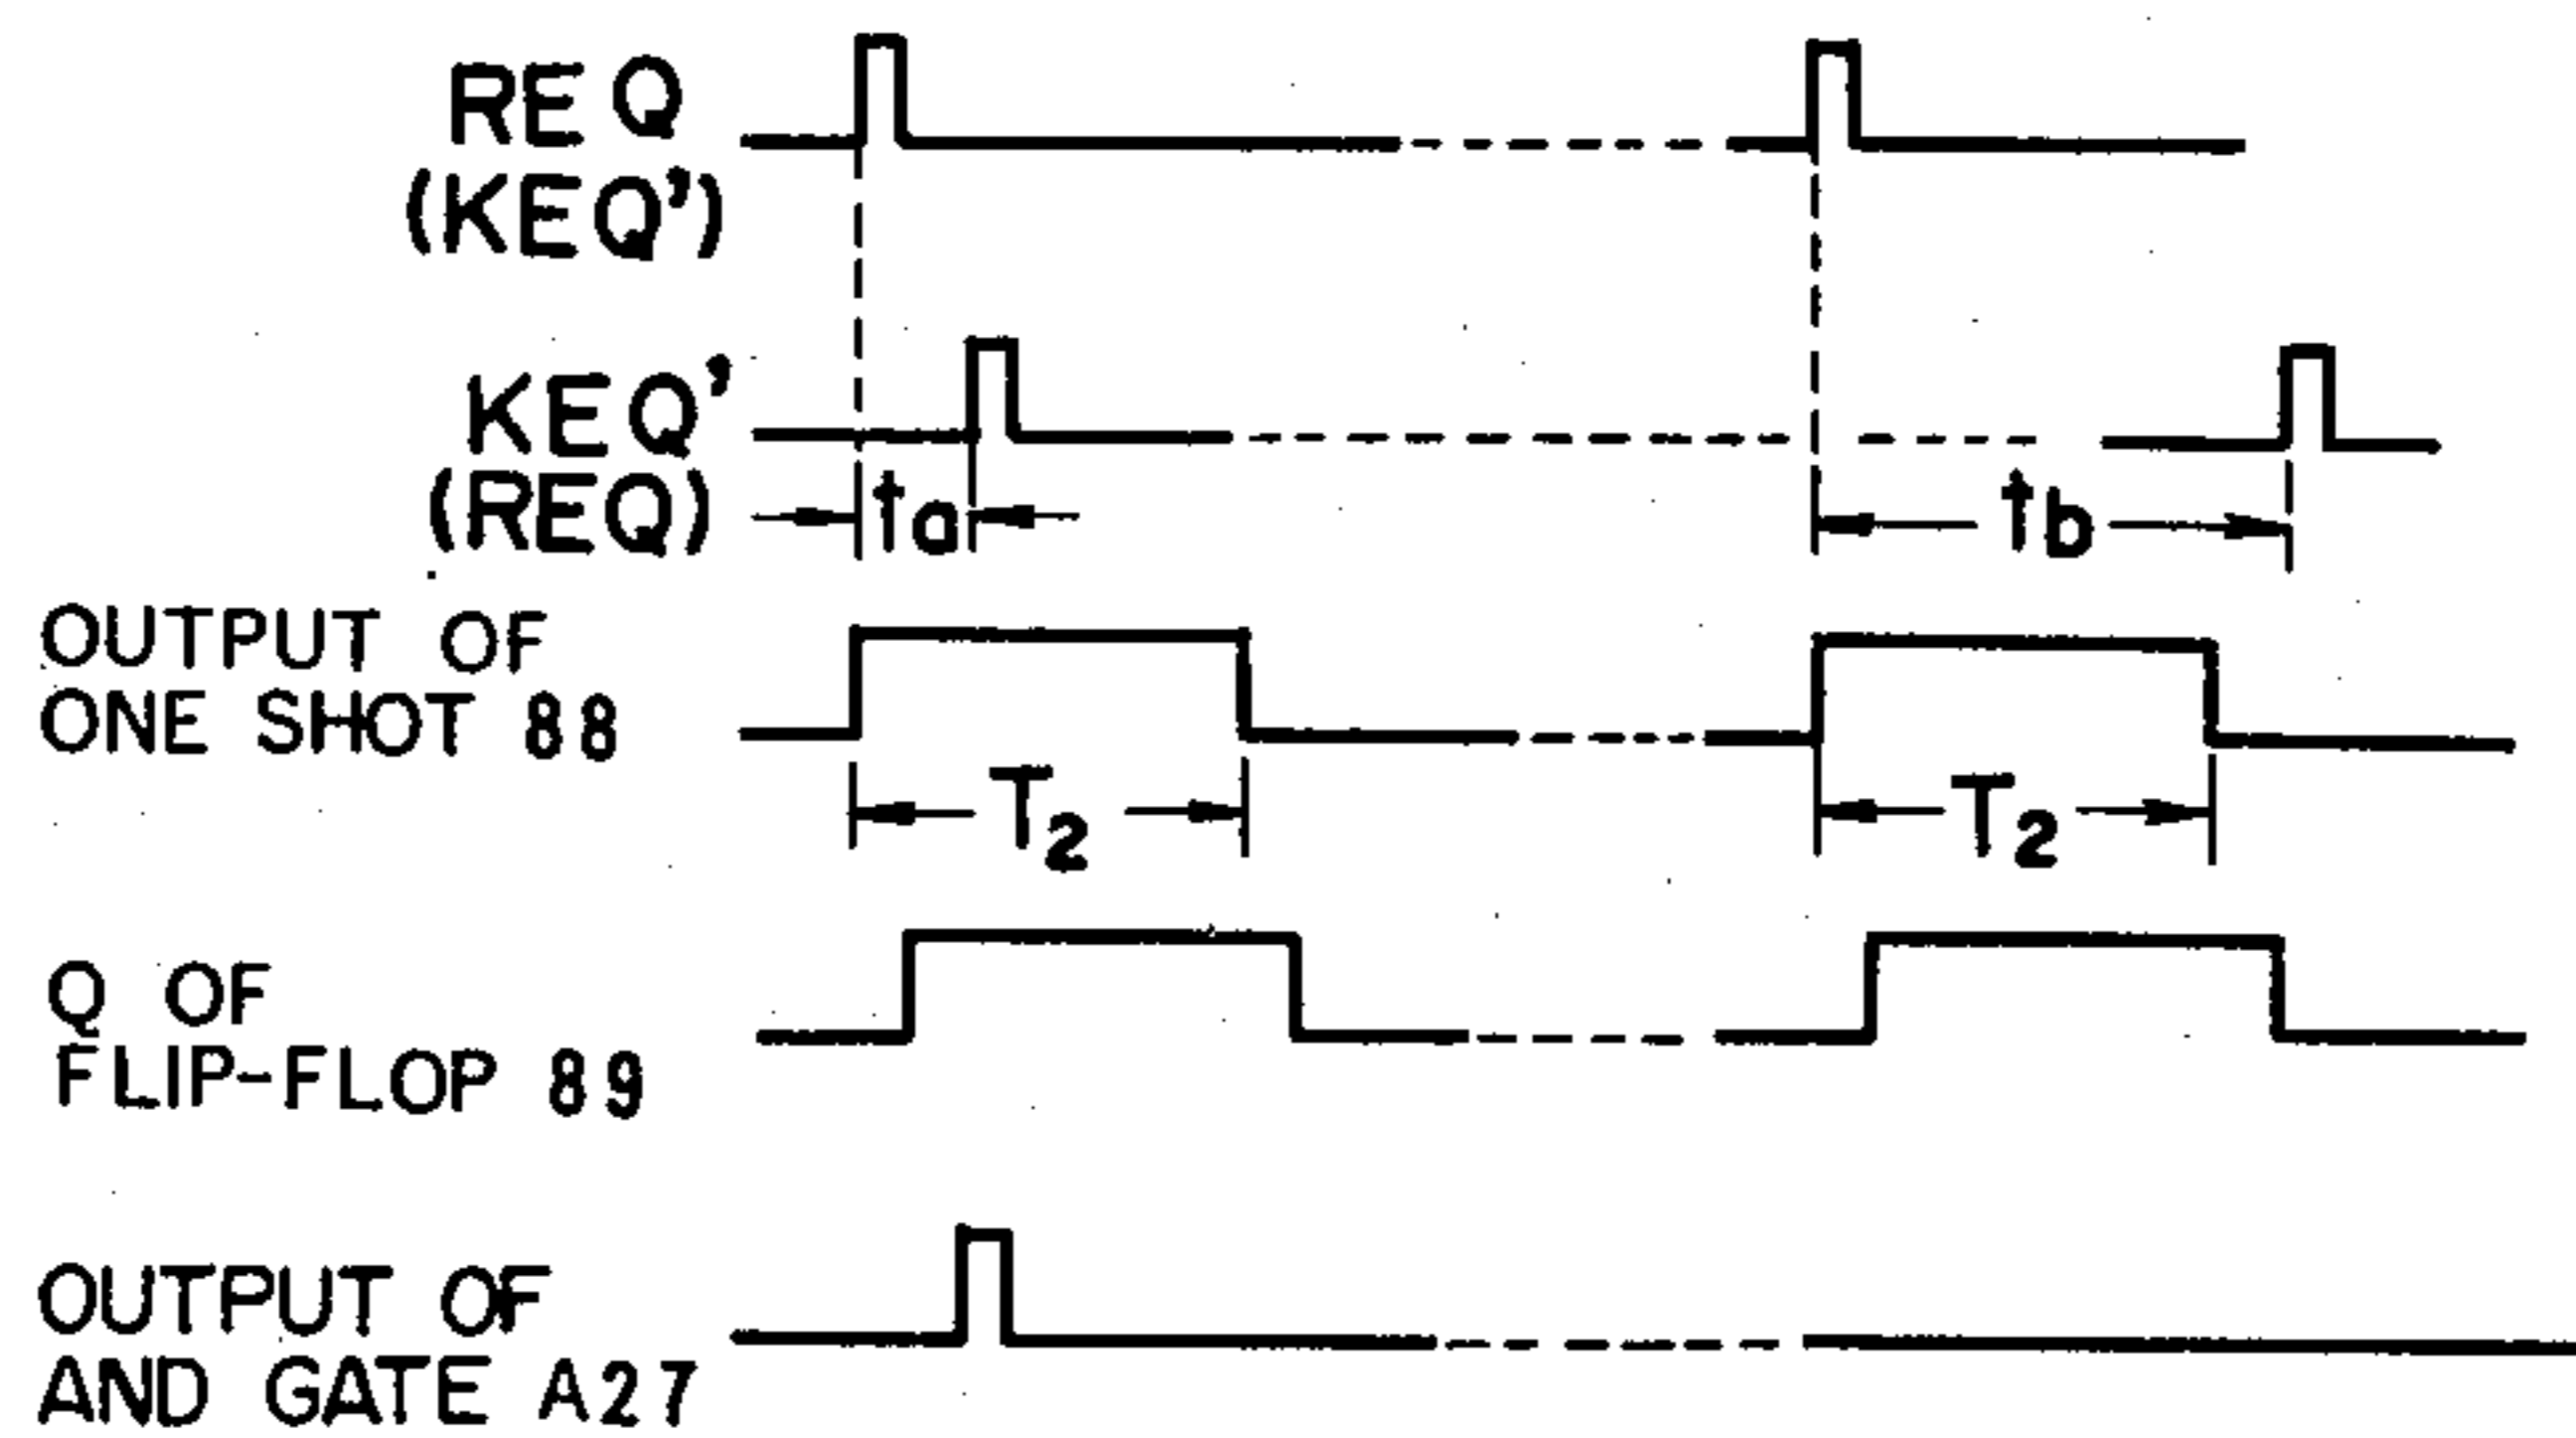 REQ
(KEQ')
KEQ'
(REQ)
ta
tb
OUTPUT OF
ONE SHOT 88
T2
T2
Q OF
FLIP-FLOP 89
OUTPUT OF
AND GATE A27